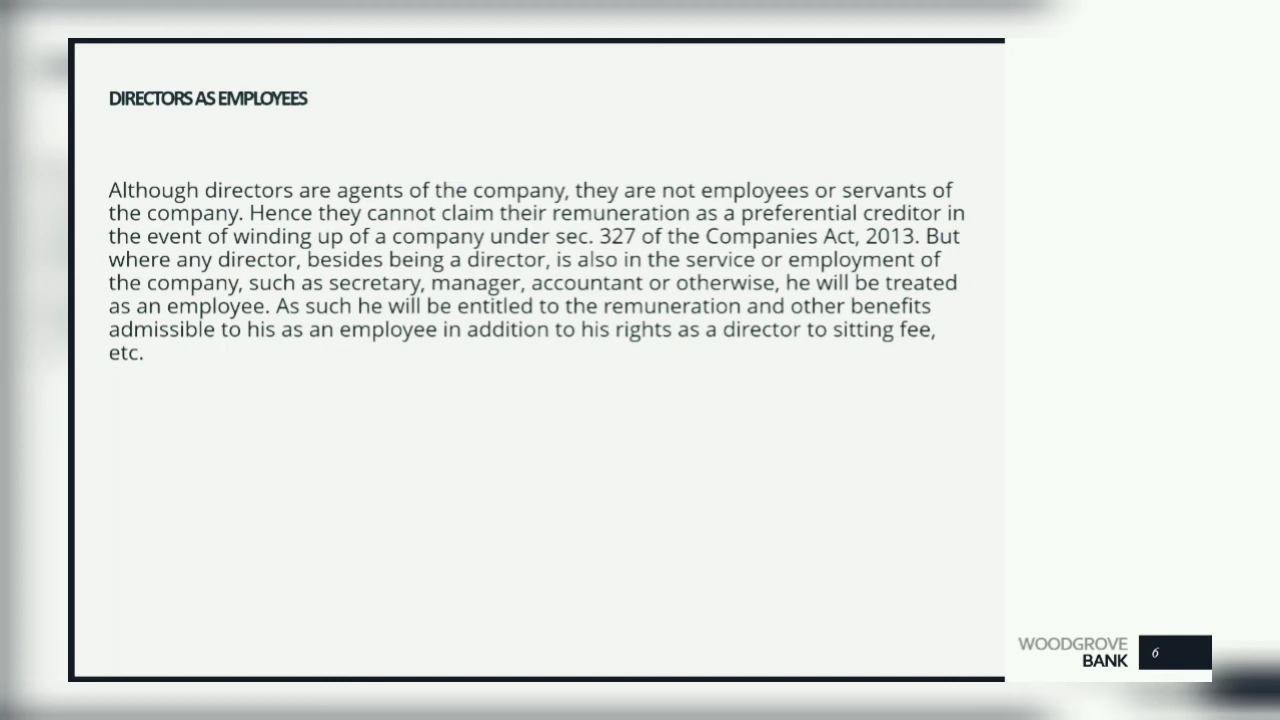 DIRECTORS AS EMPLOYEES
Although directors are agents of the company, they are not employees or servants of
the company. Hence they cannot claim their remuneration as a preferential creditor in
the event of winding up of a company under sec. 327 of the Companies Act, 2013. But
where any director, besides being a director, is also in the service or employment of
the company, such as secretary, manager, accountant or otherwise, he will be treated
as an employee. As such he will be entitled to the remuneration and other benefits
admissible to his as an employee in addition to his rights as a director to sitting fee,
etc.
WOODGROVE
BANK
6